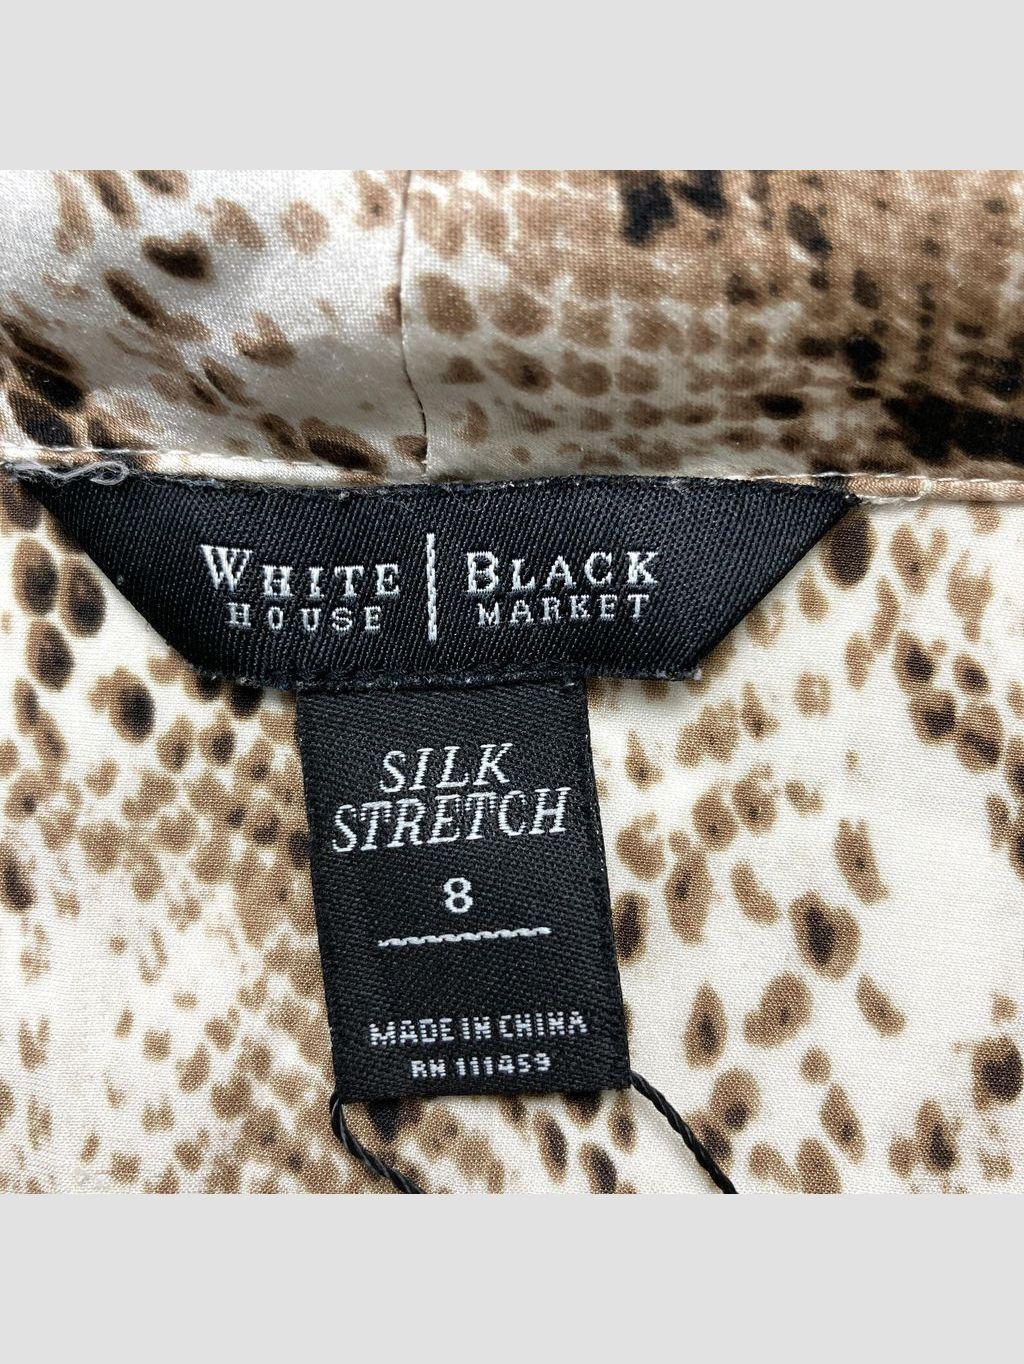 WHITE | BLACK
HOUSE | MARKET
SILK
STRETCH
8
MADE IN CHINA
RN 111459